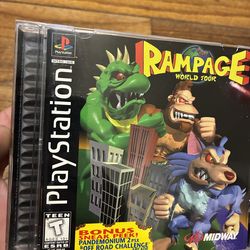 PlayStation
RAMPAGE
WORLD TOUR
BONUS
SNEAK PEEK!
PANDEMONIUM 2
"OFF ROAD CHALLENGE
MIDWAY
TEEN
T
ESRB